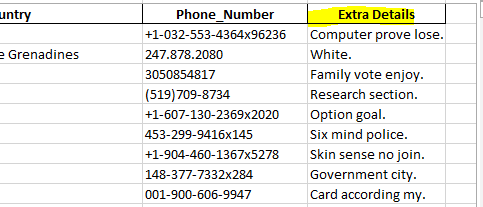 untry Phone_Number Extra Details
+1-032-553-4364x96236 Computer prove lose.
e Grenadines 247.878.2080 White.
3050854817 Family vote enjoy.
(519)709-8734 Research section.
+1-607-130-2369x2020 Option goal.
453-299-9416x145 Six mind police.
+1-904-460-1367x5278 Skin sense no join.
148-377-7332x284 Government city.
001-900-606-9947 Card according my.